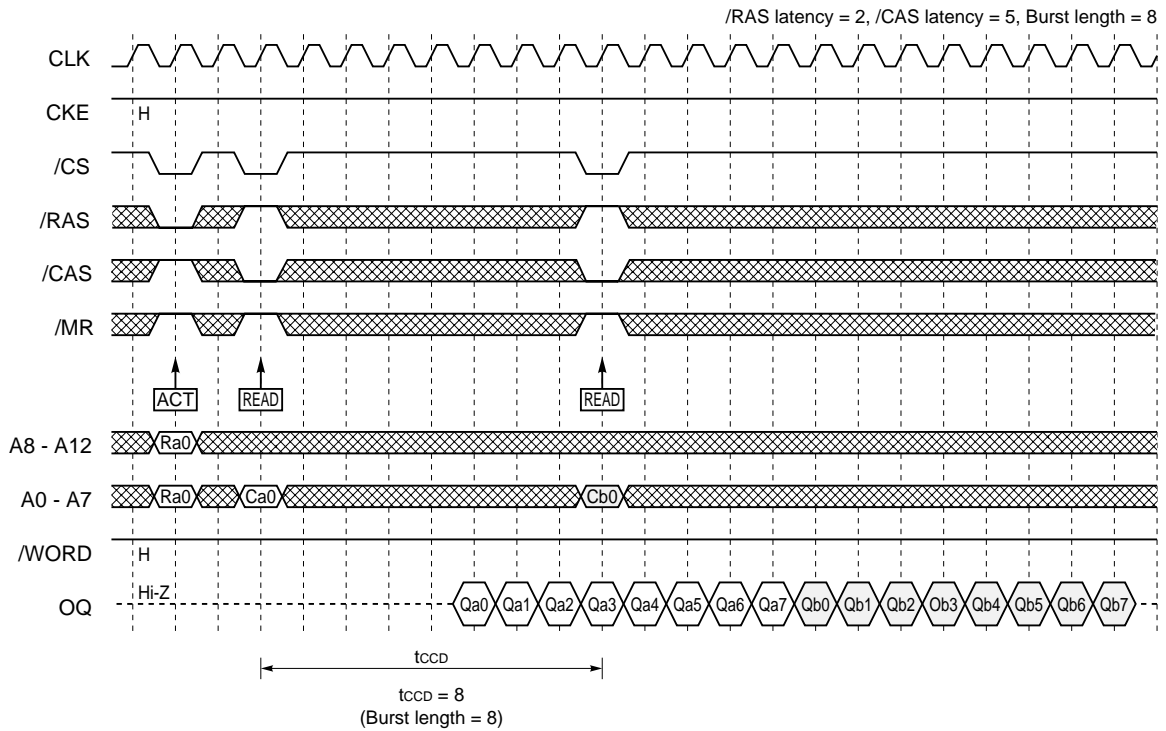 /RAS latency = 2, /CAS latency = 5, Burst length = 8
CLK
CKE H
/CS
/RAS
/CAS
/MR
ACT READ READ
A8 - A12 Ra0
A0 - A7 Ra0 Ca0 Cb0
/WORD H
Hi-Z
OQ Qa0 Qa1 Qa2 Qa3 Qa4 Qa5 Qa6 Qa7 Qb0 Qb1 Qb2 Ob3 Qb4 Qb5 Qb6 Qb7
tCCD
tCCD = 8
(Burst length = 8)